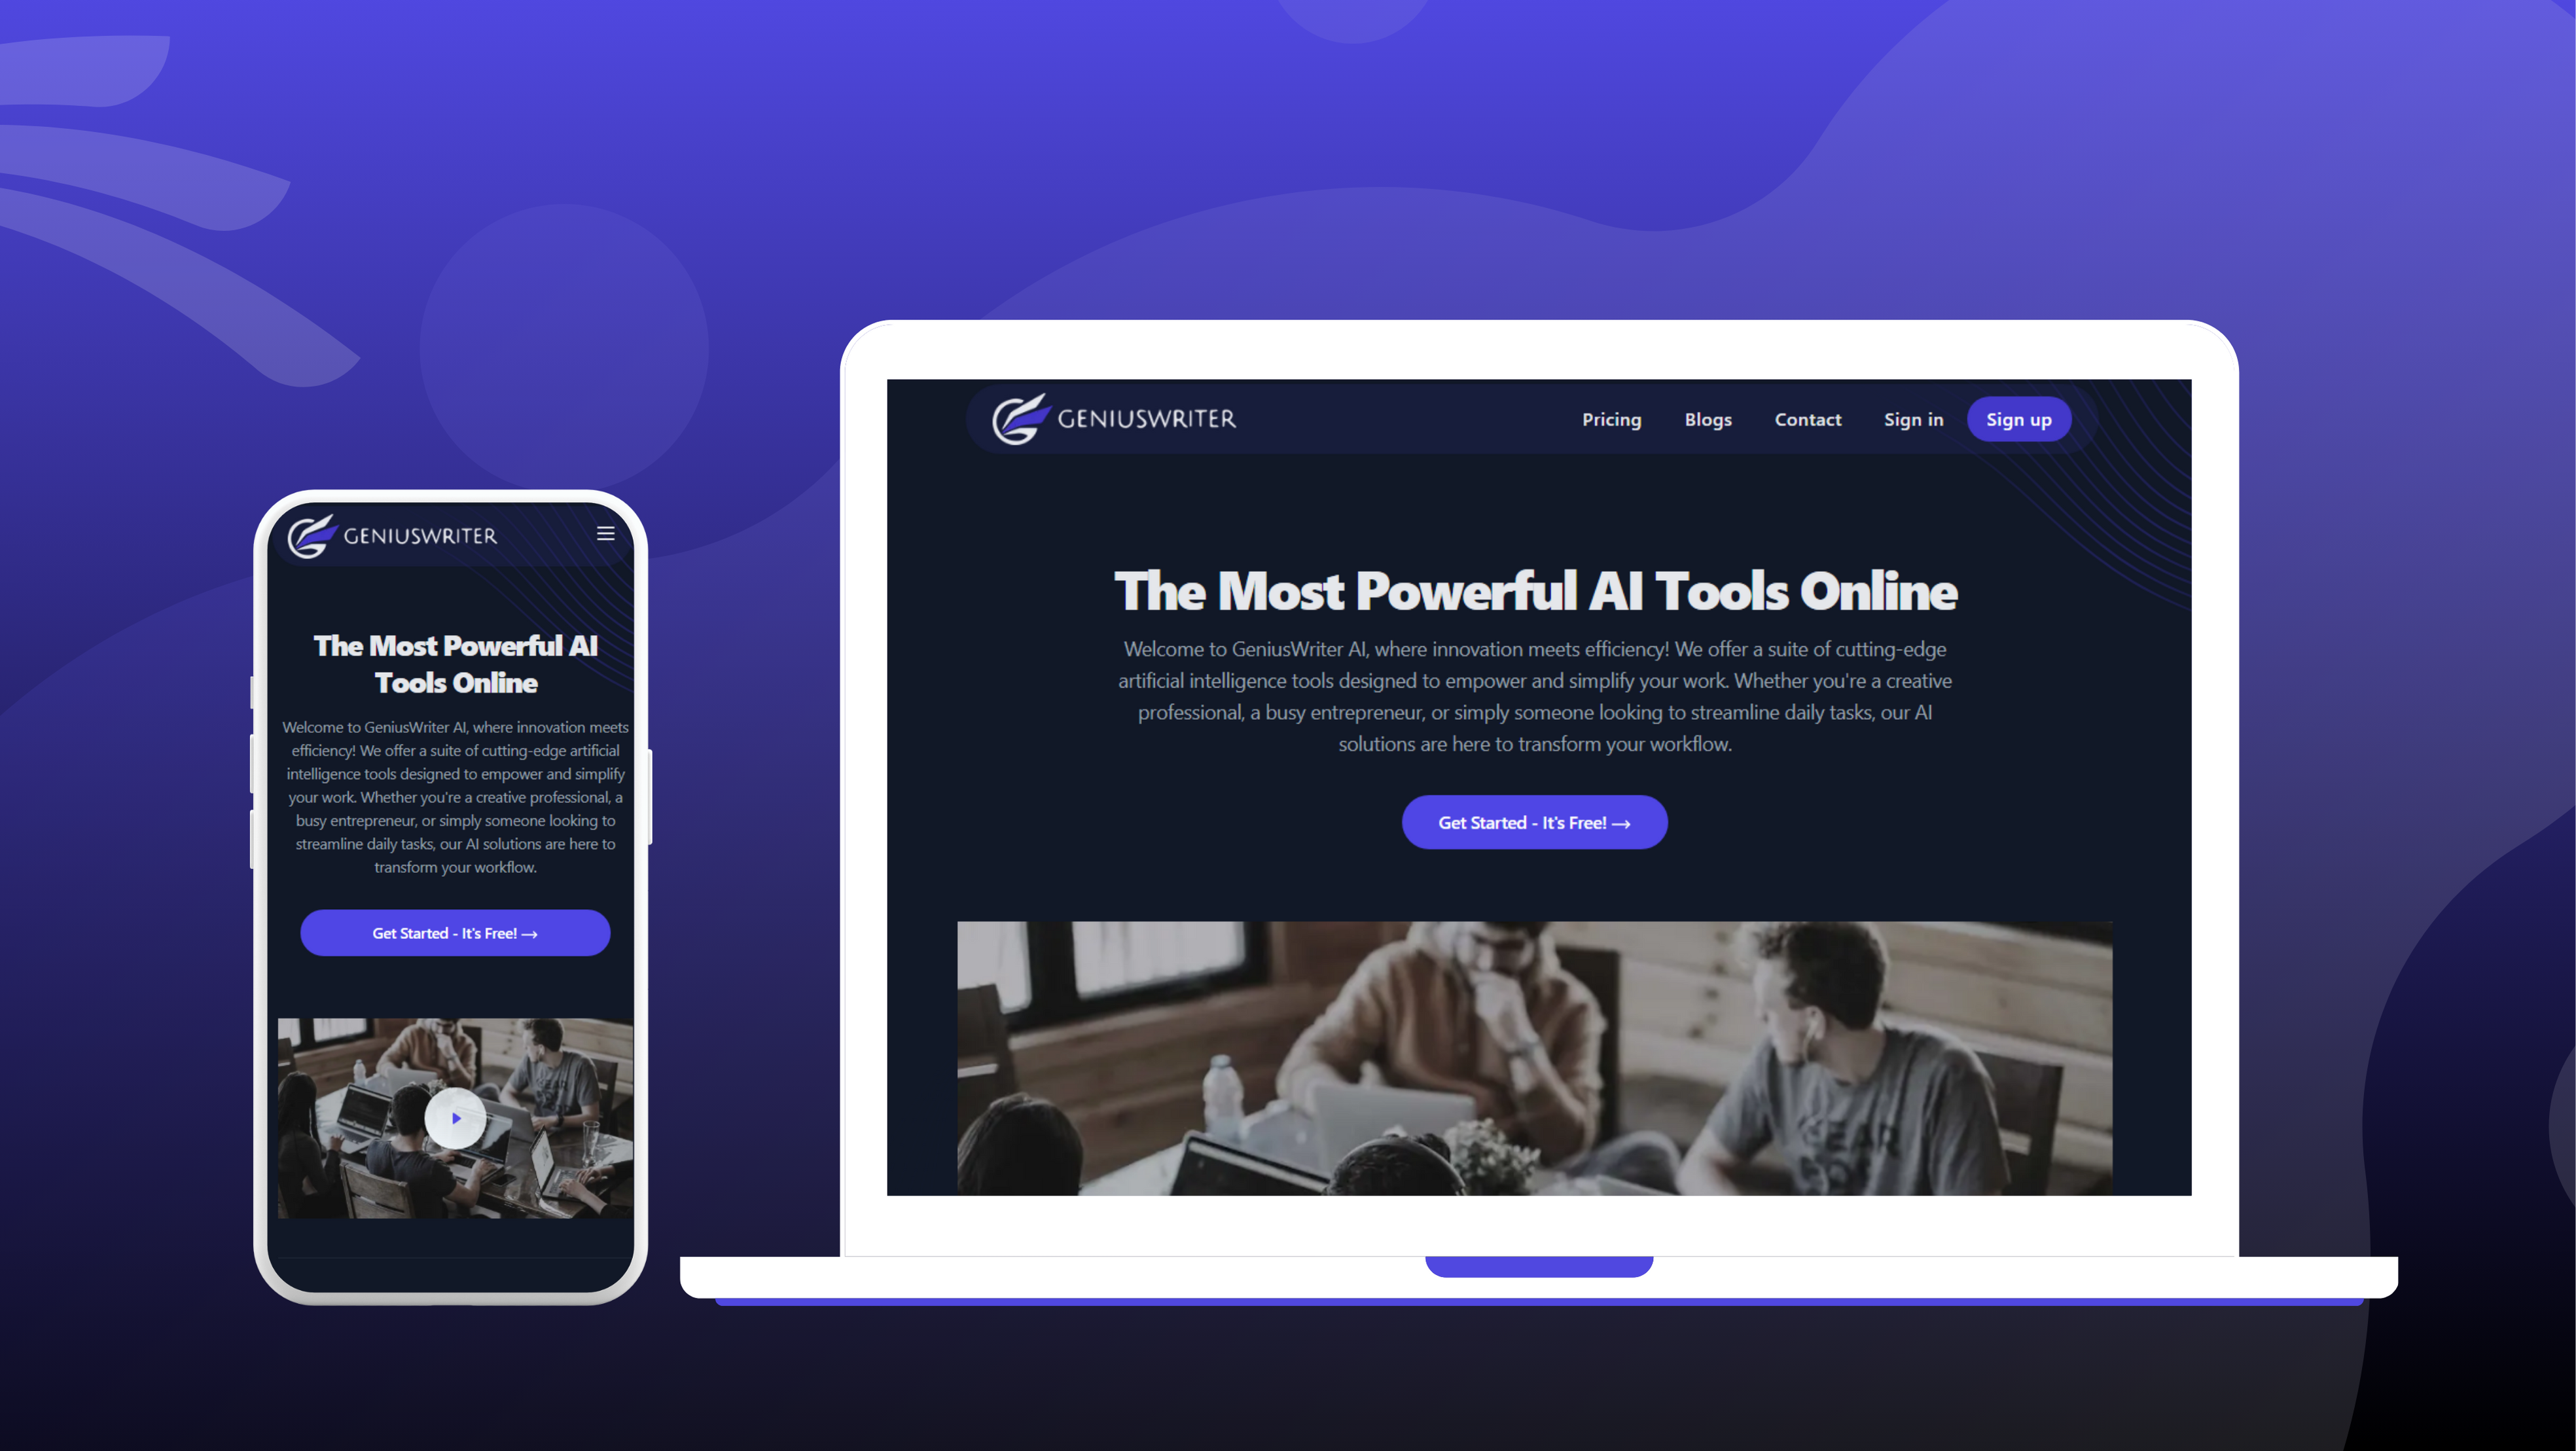 GENIUSWRITER
The Most Powerful AI
Tools Online
Welcome to GeniusWriter AI, where innovation meets
efficiency! We offer a suite of cutting-edge artificial
intelligence tools designed to empower and simplify
your work. Whether you're a creative professional, a
busy entrepreneur, or simply someone looking to
streamline daily tasks, our AI solutions are here to
transform your workflow.
Get Started - It's Free! →
GENIUSWRITER
Pricing Blogs Contact Sign in Sign up
The Most Powerful AI Tools Online
Welcome to GeniusWriter AI, where innovation meets efficiency! We offer a suite of cutting-edge
artificial intelligence tools designed to empower and simplify your work. Whether you're a creative
professional, a busy entrepreneur, or simply someone looking to streamline daily tasks, our AI
solutions are here to transform your workflow.
Get Started - It's Free! →